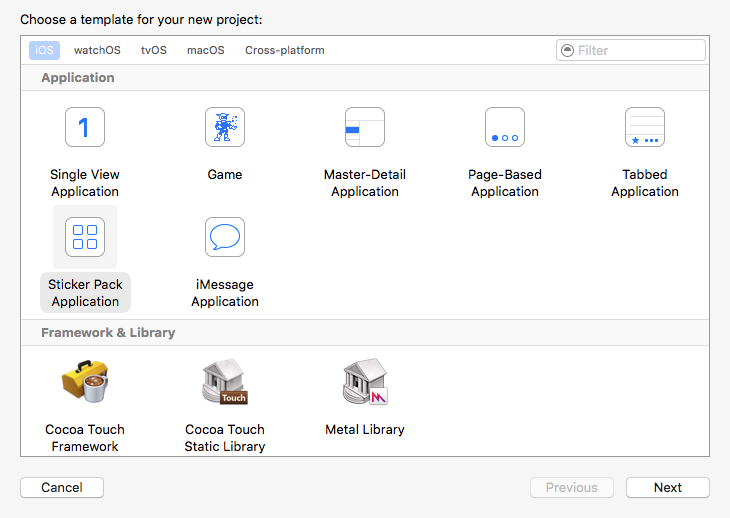 Choose a template for your new project:
iOS watchOS tvOS macOS Cross-platform Filter
Application
1
Single View Application
Game
Master-Detail Application
Page-Based Application
Tabbed Application
Sticker Pack Application
iMessage Application
Framework & Library
Touch
Cocoa Touch Framework
Cocoa Touch Static Library
Metal Library
Cancel Previous Next